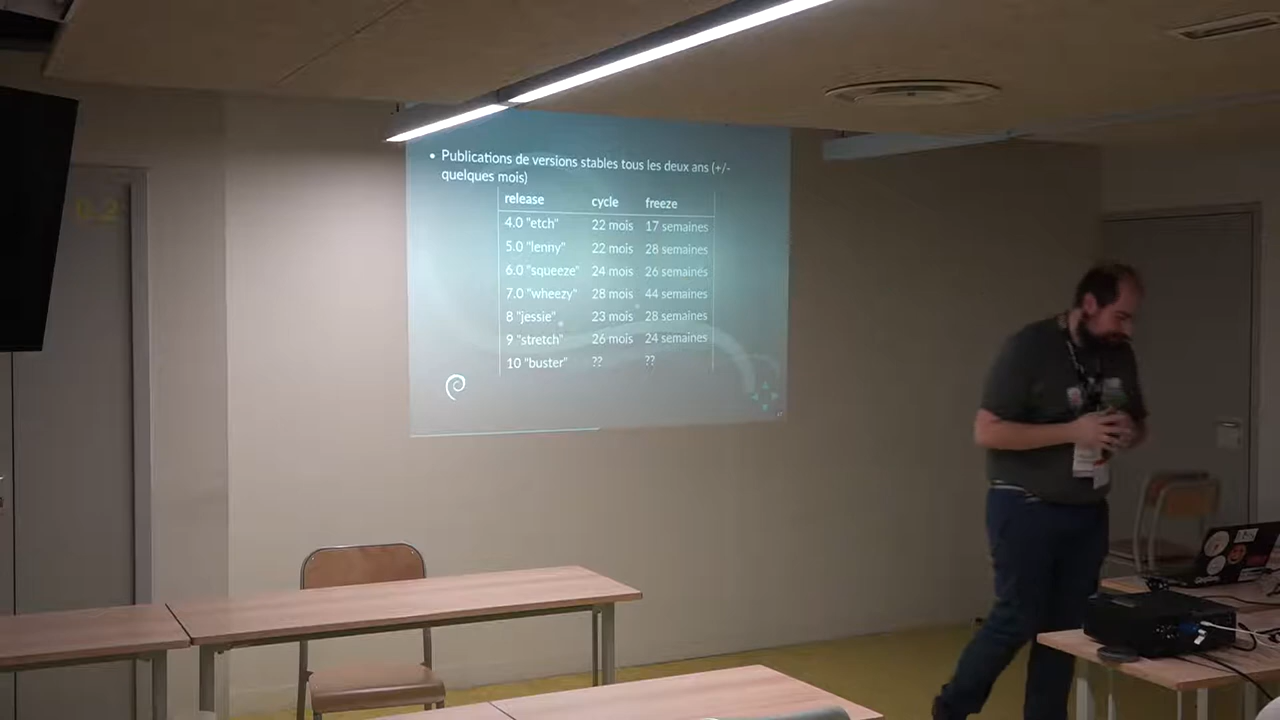 • Publications de versions stables tous les deux ans (+/-
quelques mois)
release cycle freeze
4.0 "etch" 22 mois 17 semaines
5.0 "lenny" 22 mois 28 semaines
6.0 "squeeze" 24 mois 26 semaines
7.0 "wheezy" 28 mois 44 semaines
8 "jessie" 23 mois 28 semaines
9 "stretch" 26 mois 24 semaines
10 "buster" ?? ??